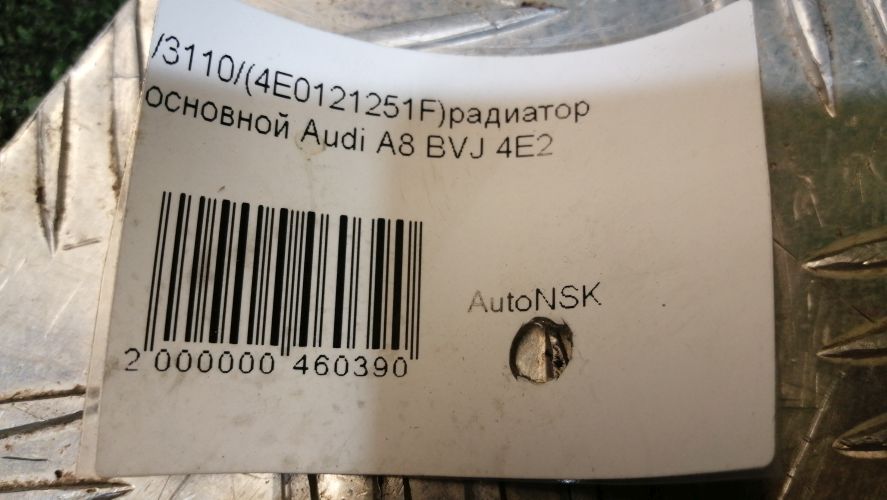 /3110/(4E0121251F)радиатор
основной Audi A8 BVJ 4E2
AutoNSK
2 000000 460390